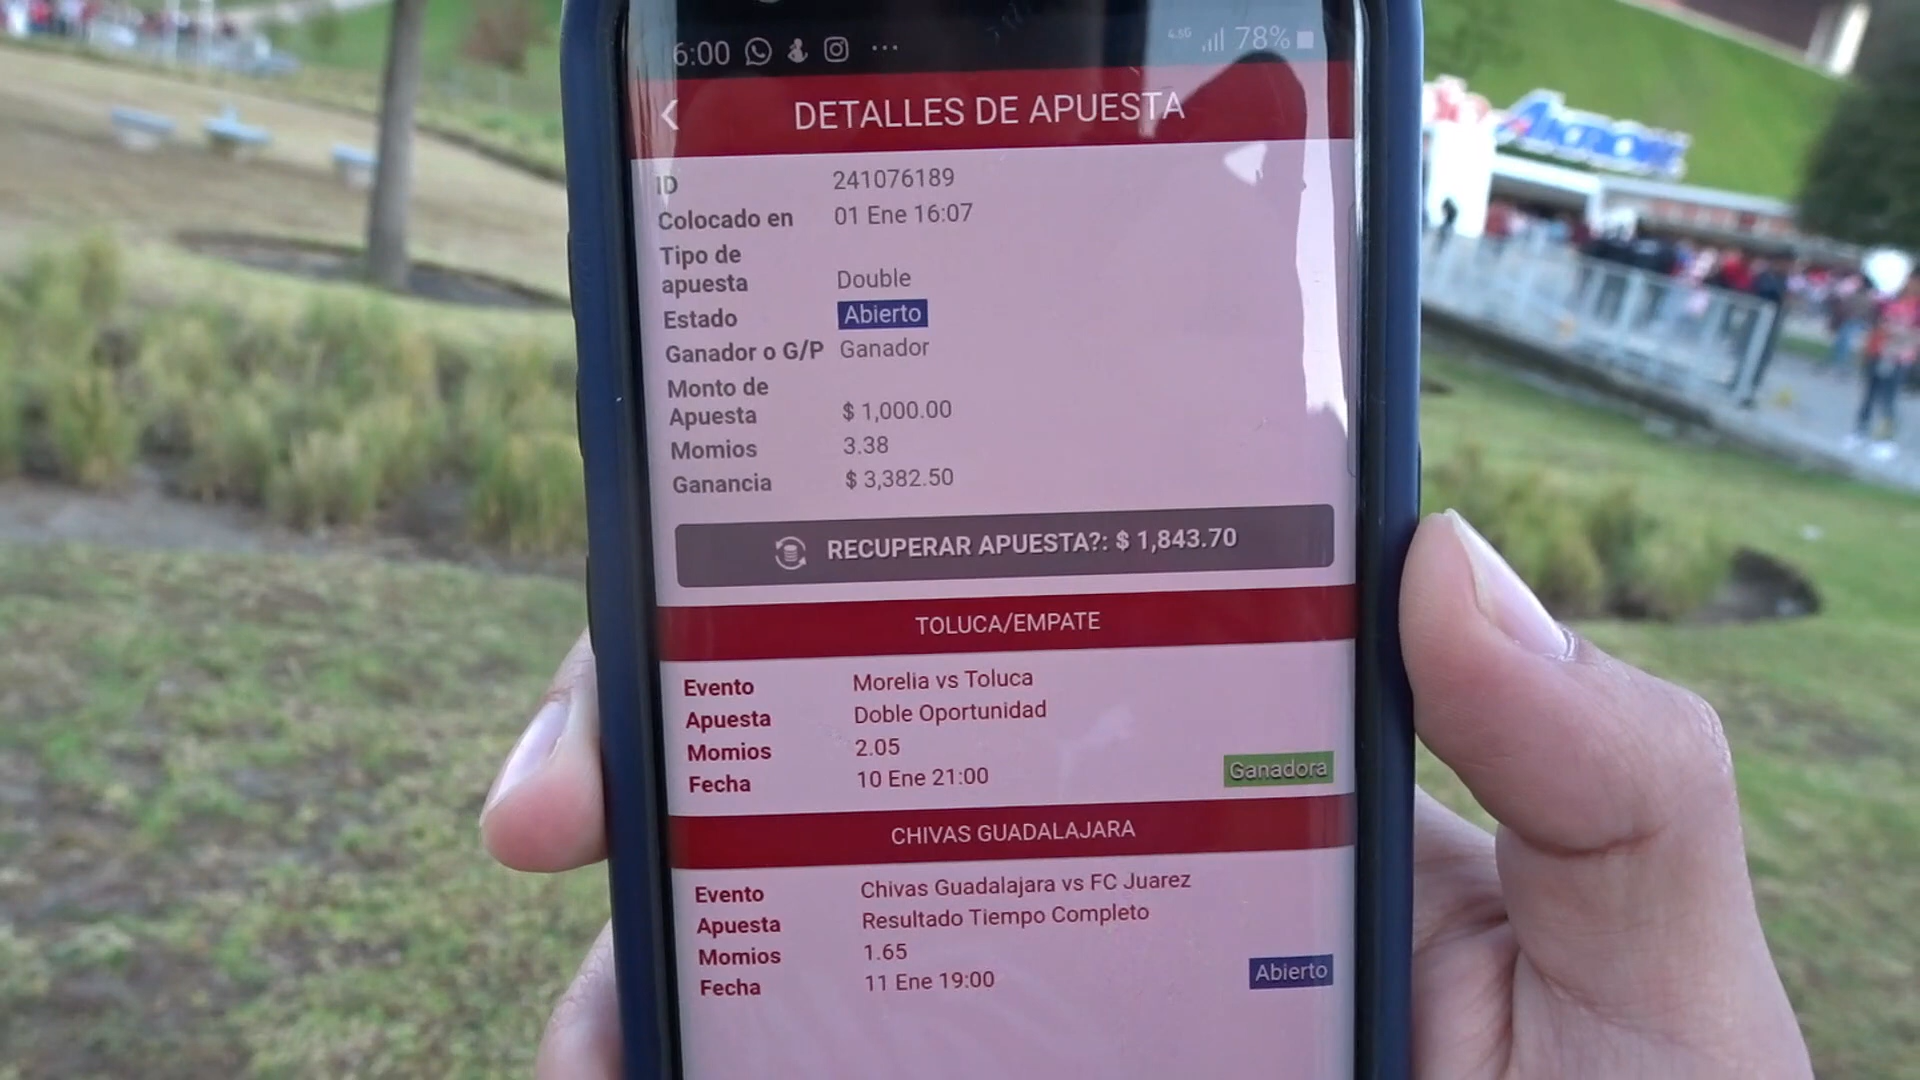 6:00 ... 4.5G 78%
DETALLES DE APUESTA
ID 241076189
Colocado en 01 Ene 16:07
Tipo de
apuesta Double
Estado Abierto
Ganador o G/P Ganador
Monto de
Apuesta $ 1,000.00
Momios 3.38
Ganancia $ 3,382.50
RECUPERAR APUESTA?: $ 1,843.70
TOLUCA/EMPATE
Evento Morelia vs Toluca
Apuesta Doble Oportunidad
Momios 2.05
Fecha 10 Ene 21:00 Ganadora
CHIVAS GUADALAJARA
Evento Chivas Guadalajara vs FC Juarez
Apuesta Resultado Tiempo Completo
Momios 1.65
Fecha 11 Ene 19:00 Abierto
AKRON